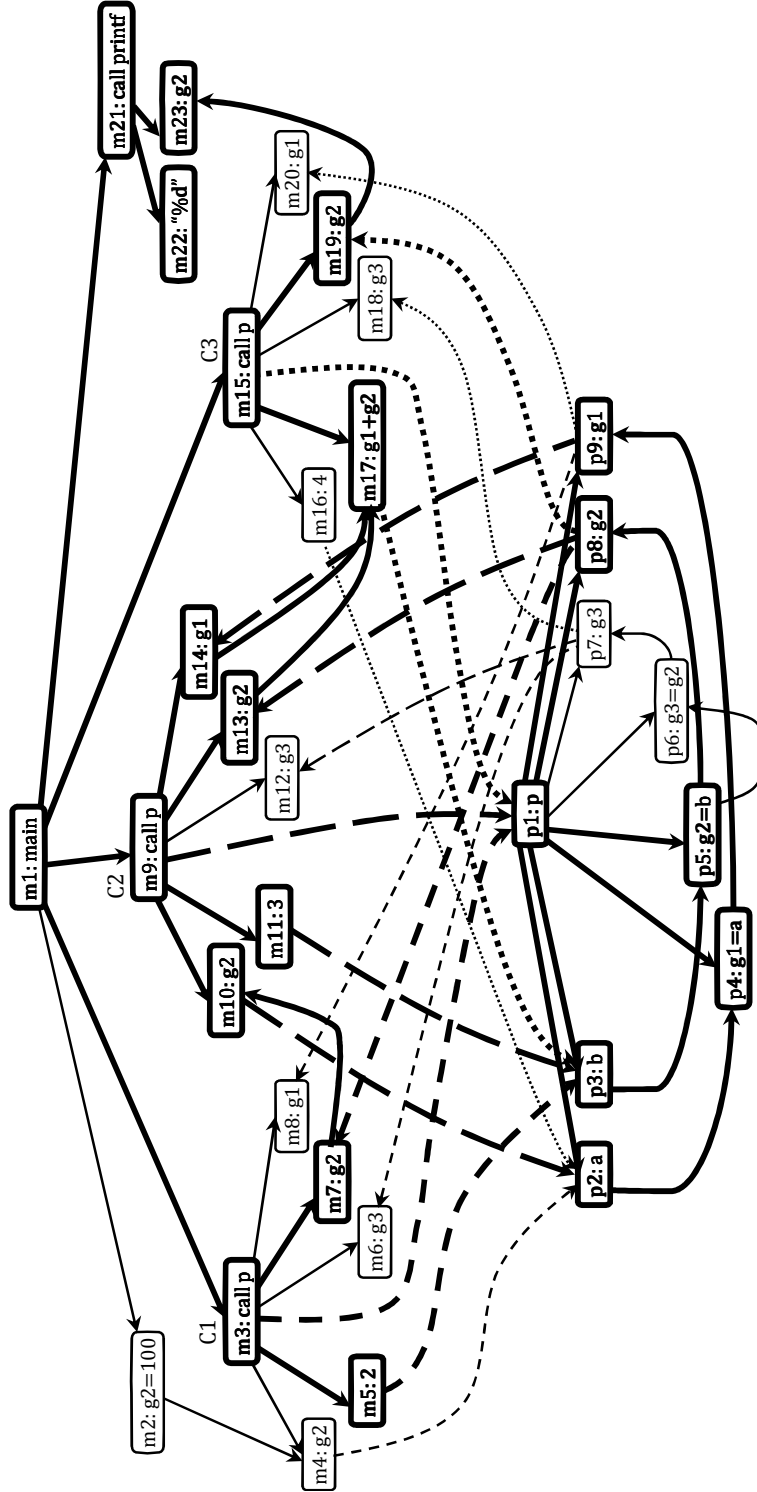 m1: main
m2: g2=100
C1
m3: call p
m4: g2
m5: 2
m6: g3
m7: g2
m8: g1
C2
m9: call p
m10: g2
m11: 3
m12: g3
m13: g2
m14: g1
C3
m15: call p
m16: 4
m17: g1+g2
m18: g3
m19: g2
m20: g1
m21: call printf
m22: “%d”
m23: g2
p1: p
p2: a
p3: b
p4: g1=a
p5: g2=b
p6: g3=g2
p7: g3
p8: g2
p9: g1